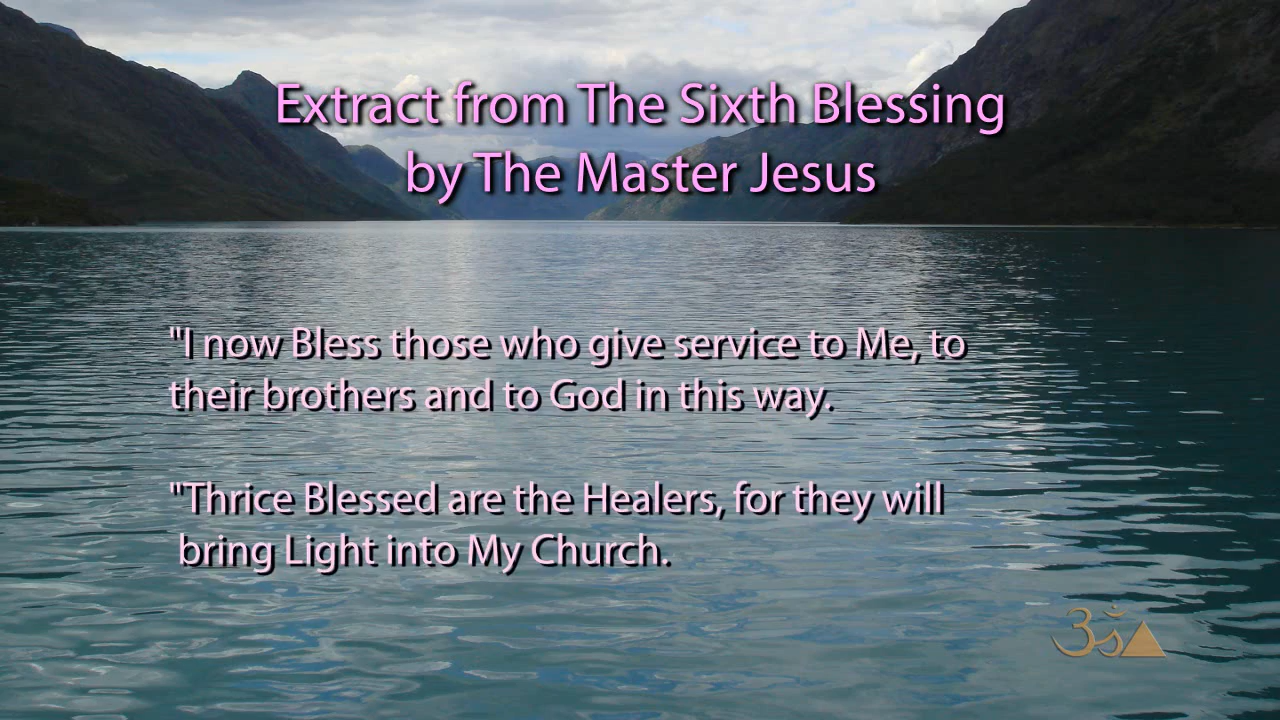 Extract from The Sixth Blessing
by The Master Jesus
"I now Bless those who give service to Me, to
their brothers and to God in this way.
"Thrice Blessed are the Healers, for they will
bring Light into My Church.
ॐ